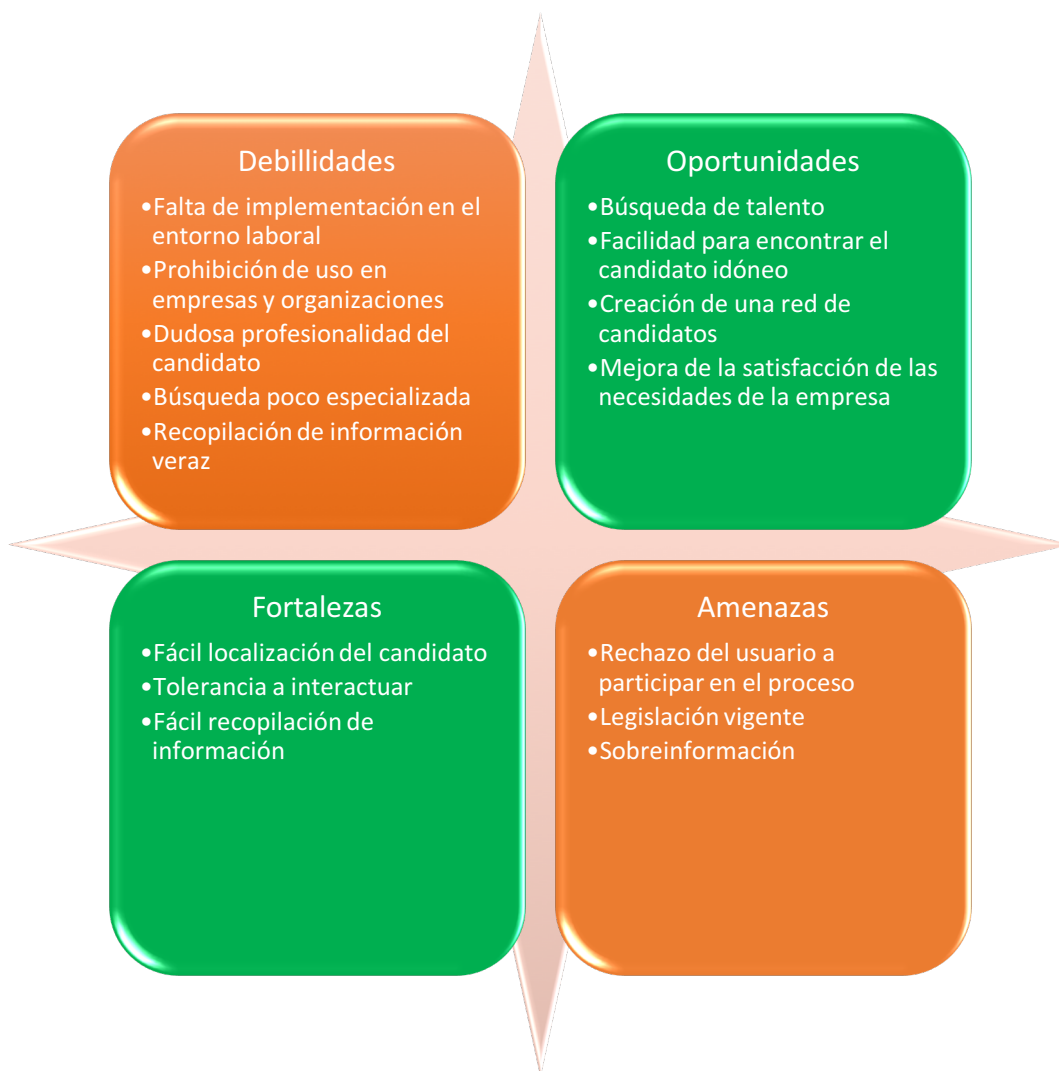 Debillidades
•Falta de implementación en el
entorno laboral
•Prohibición de uso en
empresas y organizaciones
•Dudosa profesionalidad del
candidato
•Búsqueda poco especializada
•Recopilación de información
veraz
Oportunidades
•Búsqueda de talento
•Facilidad para encontrar el
candidato idóneo
•Creación de una red de
candidatos
•Mejora de la satisfacción de las
necesidades de la empresa
Fortalezas
•Fácil localización del candidato
•Tolerancia a interactuar
•Fácil recopilación de
información
Amenazas
•Rechazo del usuario a
participar en el proceso
•Legislación vigente
•Sobreinformación